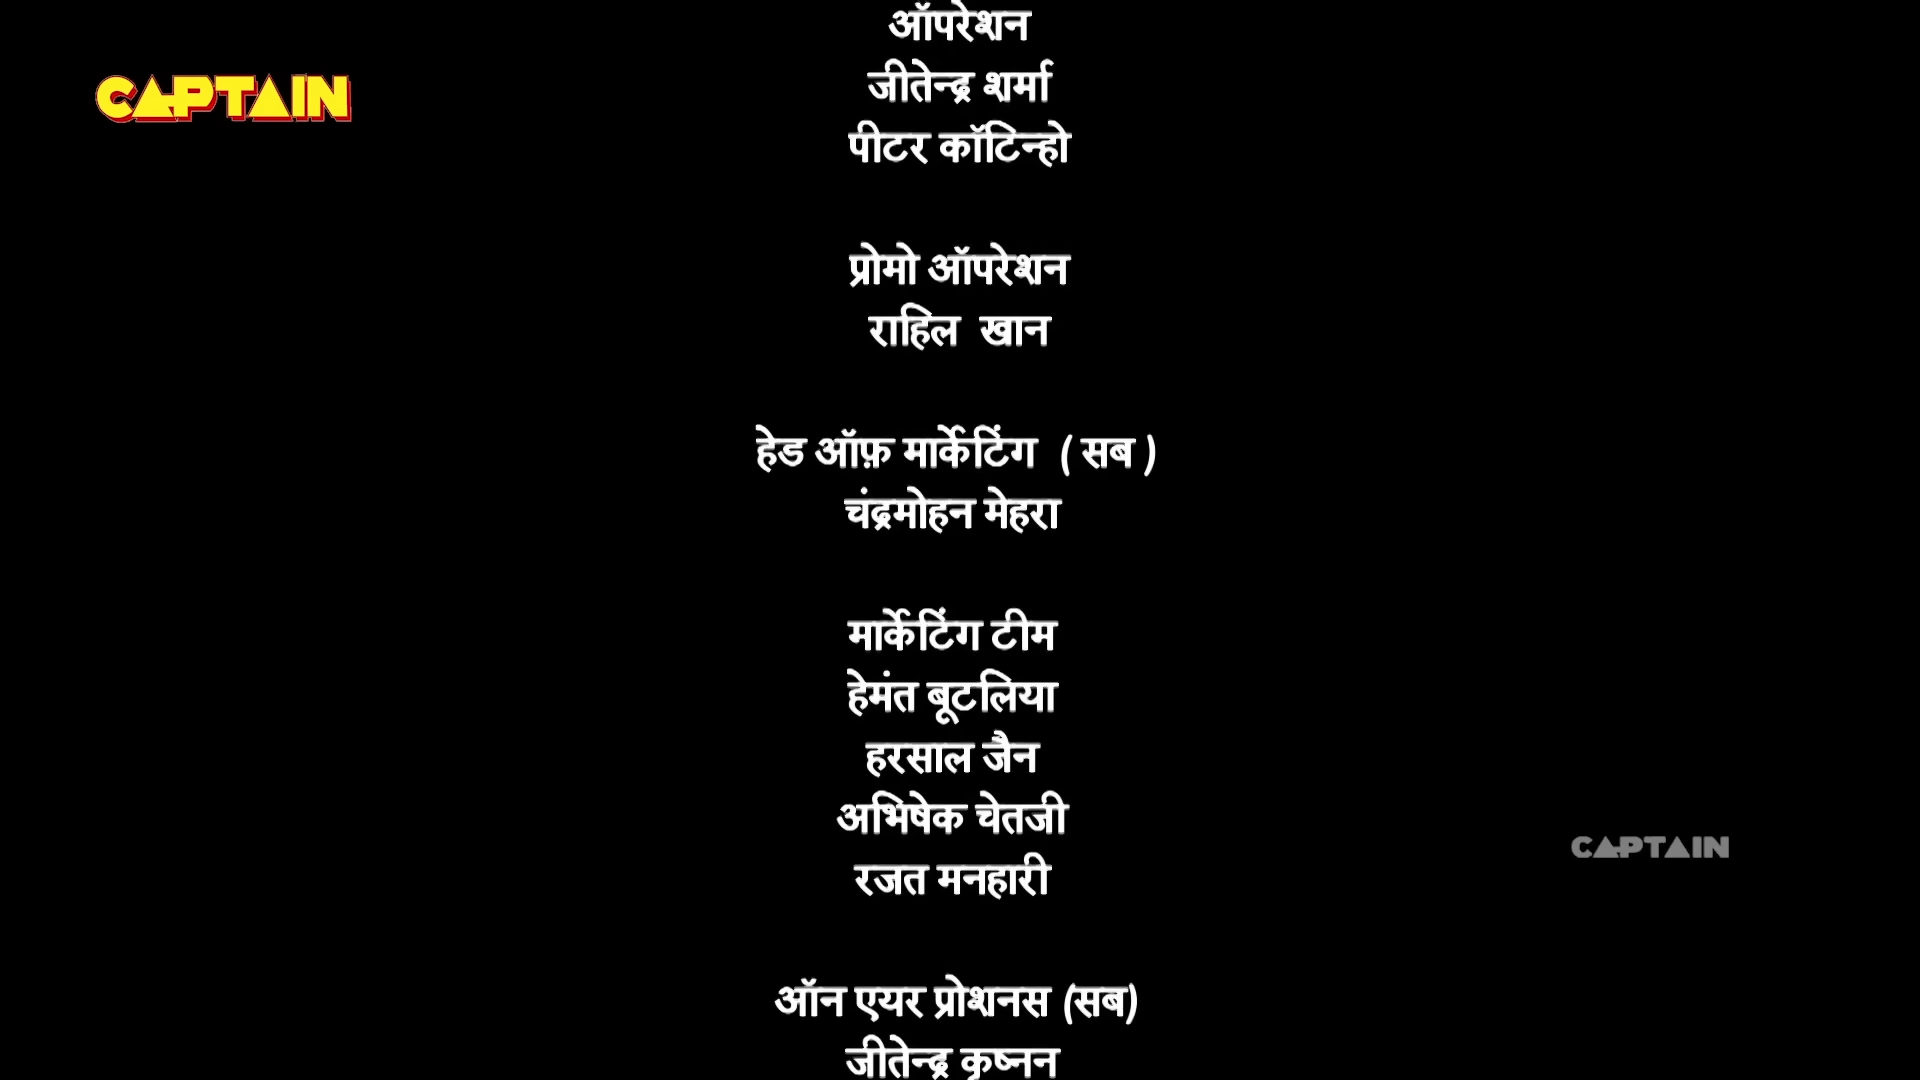 ऑपरेशन
CAPTAIN
जीतेन्द्र शर्मा
पीटर कॉटिन्हो
प्रोमो ऑपरेशन
राहिल खान
हेड ऑफ़ मार्केटिंग ( सब )
चंद्रमोहन मेहरा
मार्केटिंग टीम
हेमंत बूटलिया
हरसाल जैन
अभिषेक चेतजी
CAPTAIN
रजत मनहारी
ऑन एयर प्रोशनस (सब)
जीतेन्द्र कृष्नन